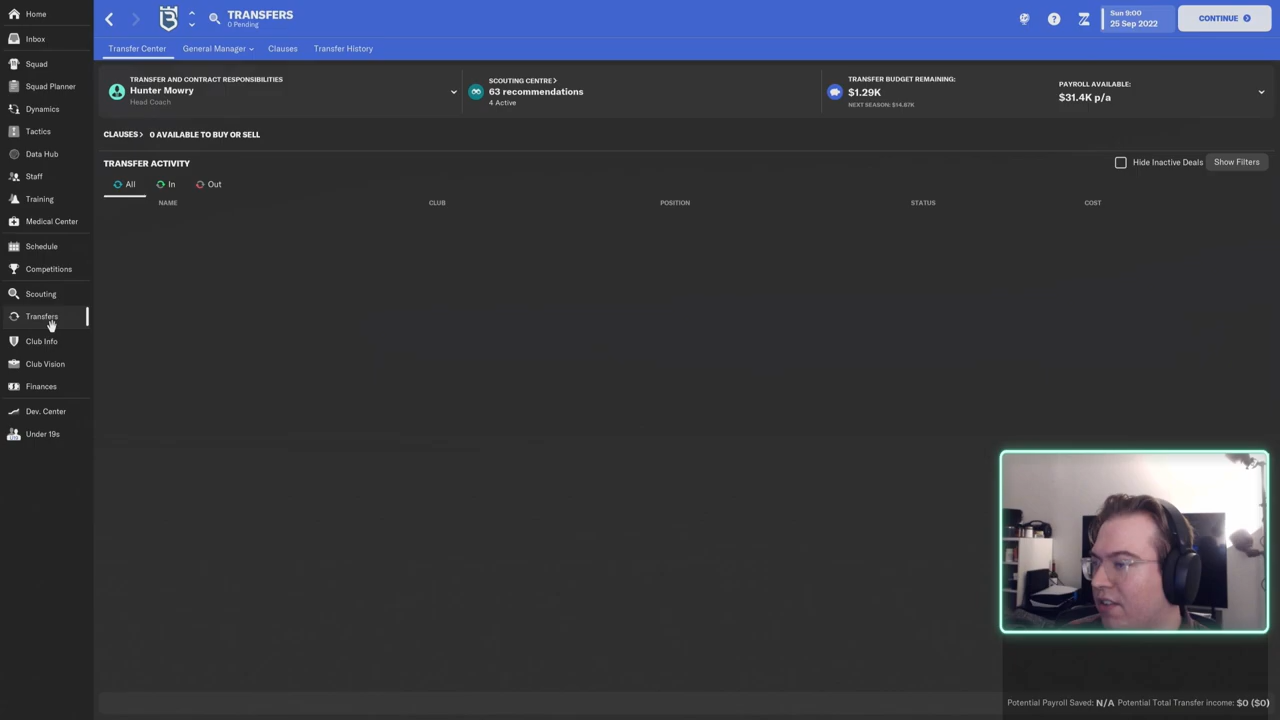 Home
Inbox
Squad
Squad Planner
Dynamics
Tactics
Data Hub
Staff
Training
Medical Center
Schedule
Competitions
Scouting
Transfers
Club Info
Club Vision
Finances
Dev. Center
Under 19s
TRANSFERS
0 Pending
Sun 9:00
25 Sep 2022
CONTINUE
Transfer Center
General Manager
Clauses
Transfer History
TRANSFER AND CONTRACT RESPONSIBILITIES
Hunter Mowry
Head Coach
SCOUTING CENTRE >
63 recommendations
4 Active
TRANSFER BUDGET REMAINING:
$1.29K
NEXT SEASON: $14.87K
PAYROLL AVAILABLE:
$31.4K p/a
CLAUSES > 0 AVAILABLE TO BUY OR SELL
TRANSFER ACTIVITY
Hide Inactive Deals
Show Filters
All
In
Out
NAME
CLUB
POSITION
STATUS
COST
Potential Payroll Saved: N/A Potential Total Transfer income: $0 ($0)